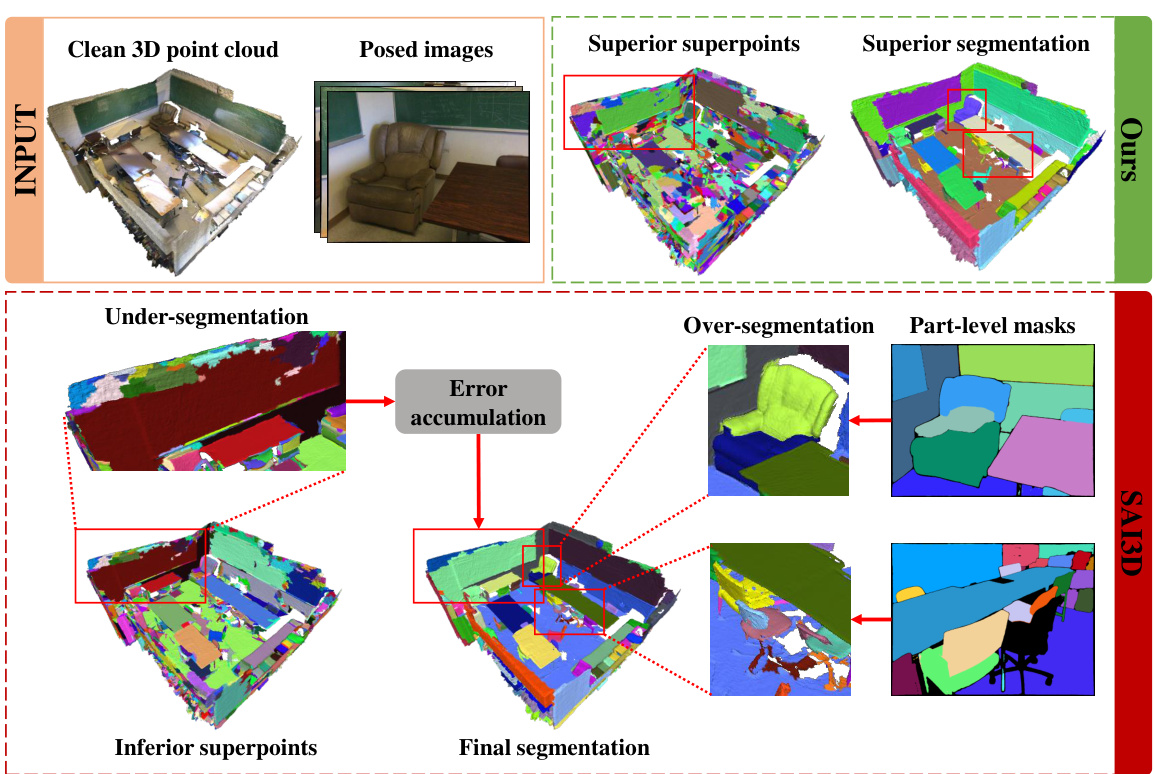 INPUT
Clean 3D point cloud
Posed images
Superior superpoints
Superior segmentation
Ours
Under-segmentation
Error
accumulation
Over-segmentation
Part-level masks
SAI3D
Inferior superpoints
Final segmentation